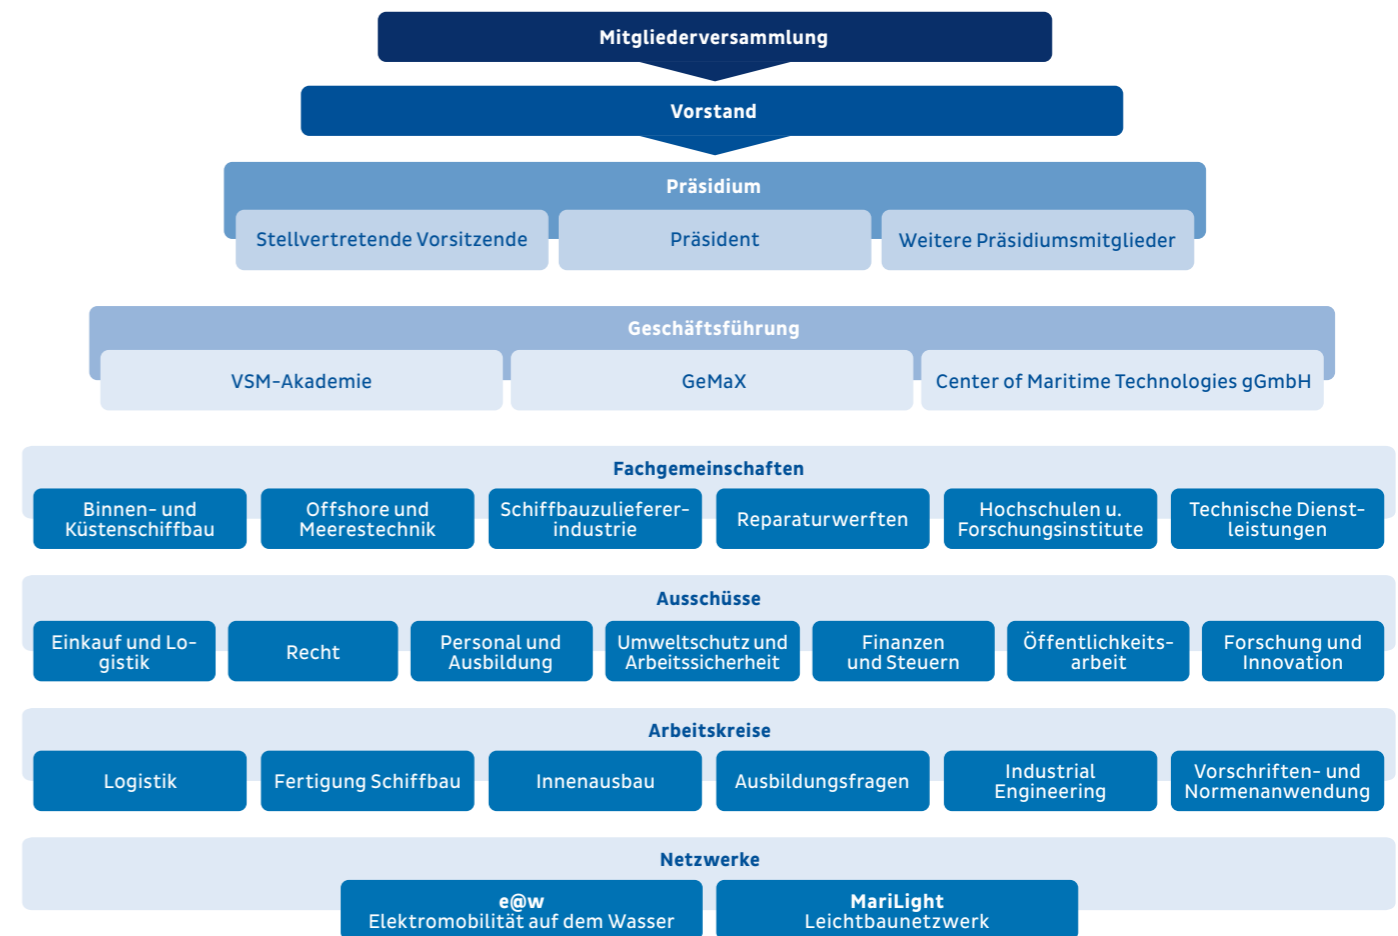 Mitgliederversammlung
Vorstand
Präsidium
Stellvertretende Vorsitzende
Präsident
Weitere Präsidiumsmitglieder
Geschäftsführung
VSM-Akademie
GeMaX
Center of Maritime Technologies gGmbH
Fachgemeinschaften
Binnen- und
Küstenschiffbau
Offshore und
Meerestechnik
Schiffbauzulieferer-
industrie
Reparaturwerften
Hochschulen u.
Forschungsinstitute
Technische Dienst-
leistungen
Ausschüsse
Einkauf und Lo-
gistik
Recht
Personal und
Ausbildung
Umweltschutz und
Arbeitssicherheit
Finanzen
und Steuern
Öffentlichkeits-
arbeit
Forschung und
Innovation
Arbeitskreise
Logistik
Fertigung Schiffbau
Innenausbau
Ausbildungsfragen
Industrial
Engineering
Vorschriften- und
Normenanwendung
Netzwerke
e@w
Elektromobilität auf dem Wasser
MariLight
Leichtbaunetzwerk